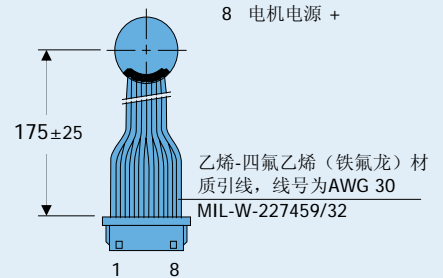 8 电机电源 +
175±25
乙烯-四氟乙烯（铁氟龙）材
质引线，线号为AWG 30
MIL-W-227459/32
1 8